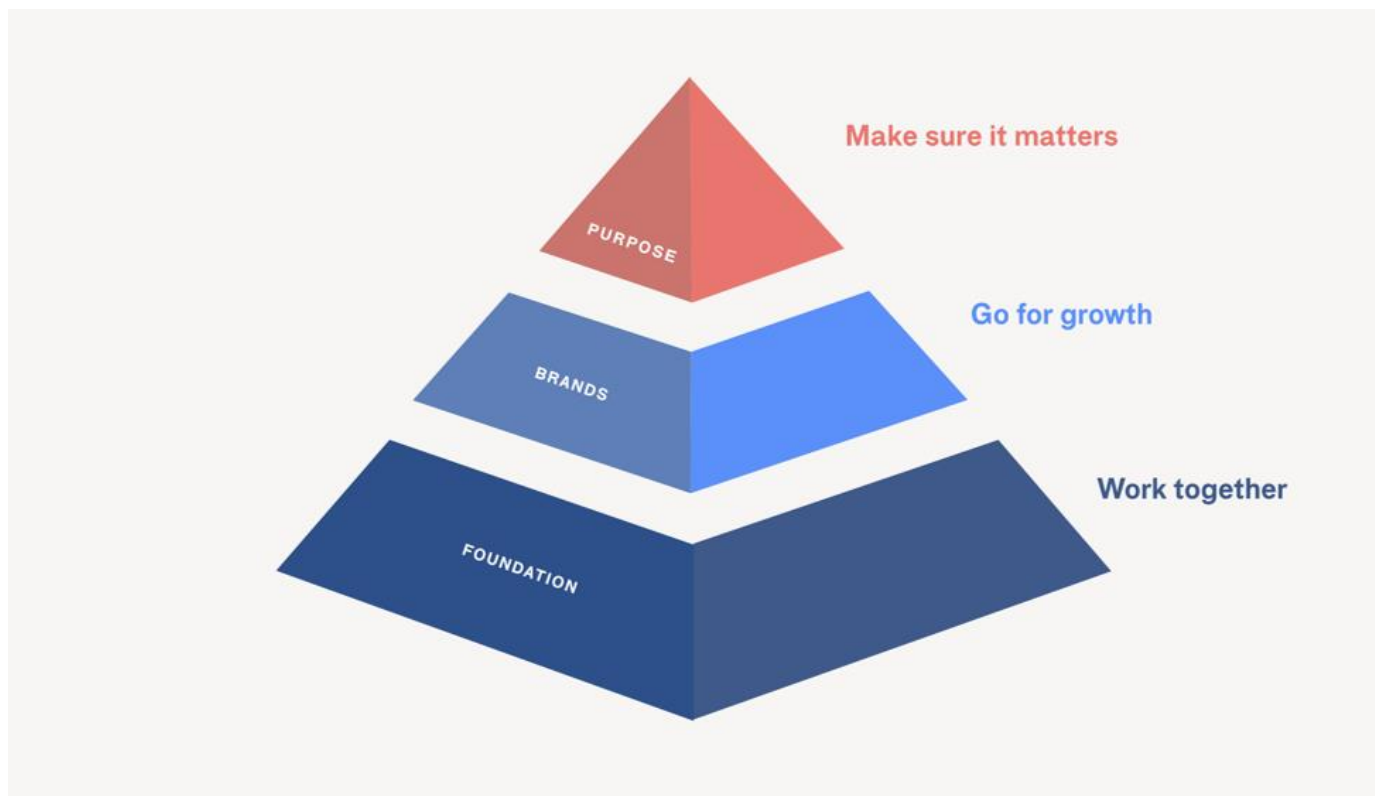 Make sure it matters
PURPOSE
Go for growth
BRANDS
Work together
FOUNDATION